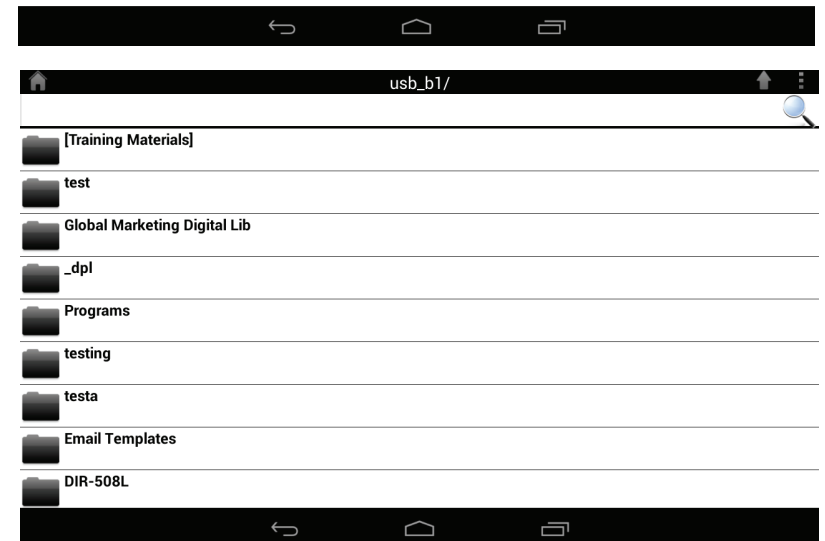 usb_b1/
[Training Materials]
test
Global Marketing Digital Lib
_dpl
Programs
testing
testa
Email Templates
DIR-508L